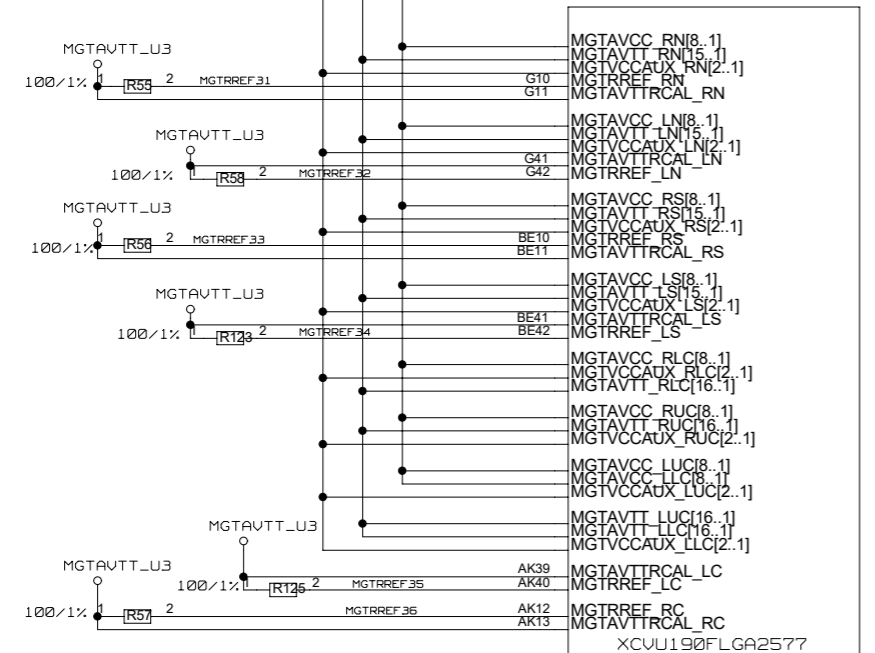 MGTAVCC_RN[8..1]
MGTAVTT_RN[15..1]
MGTVCCAUX_RN[2..1]
MGTAVTT_U3
100/1% 1 R55 2 MGTRREF31 G10 MGTRREF_RN
G11 MGTAVTTRCAL_RN
MGTAVCC_LN[8..1]
MGTAVTT_LN[15..1]
MGTVCCAUX_LN[2..1]
MGTAVTT_U3
G41 MGTAVTTRCAL_LN
100/1% 1 R58 2 MGTRREF32 G42 MGTRREF_LN
MGTAVCC_RS[8..1]
MGTAVTT_RS[15..1]
MGTVCCAUX_RS[2..1]
MGTAVTT_U3
100/1% 1 R56 2 MGTRREF33 BE10 MGTRREF_RS
BE11 MGTAVTTRCAL_RS
MGTAVCC_LS[8..1]
MGTAVTT_LS[15..1]
MGTVCCAUX_LS[2..1]
MGTAVTT_U3
BE41 MGTAVTTRCAL_LS
100/1% 1 R123 2 MGTRREF34 BE42 MGTRREF_LS
MGTAVCC_RLC[8..1]
MGTVCCAUX_RLC[2..1]
MGTAVTT_RLC[16..1]
MGTAVCC_RUC[8..1]
MGTAVTT_RUC[16..1]
MGTVCCAUX_RUC[2..1]
MGTAVCC_LUC[8..1]
MGTAVCC_LLC[8..1]
MGTVCCAUX_LUC[2..1]
MGTAVTT_LUC[16..1]
MGTAVTT_LLC[16..1]
MGTVCCAUX_LLC[2..1]
MGTAVTT_U3
AK39 MGTAVTTRCAL_LC
100/1% 1 R125 2 MGTRREF35 AK40 MGTRREF_LC
MGTAVTT_U3
100/1% 1 R57 2 MGTRREF36 AK12 MGTRREF_RC
AK13 MGTAVTTRCAL_RC
XCVU190FLGA2577